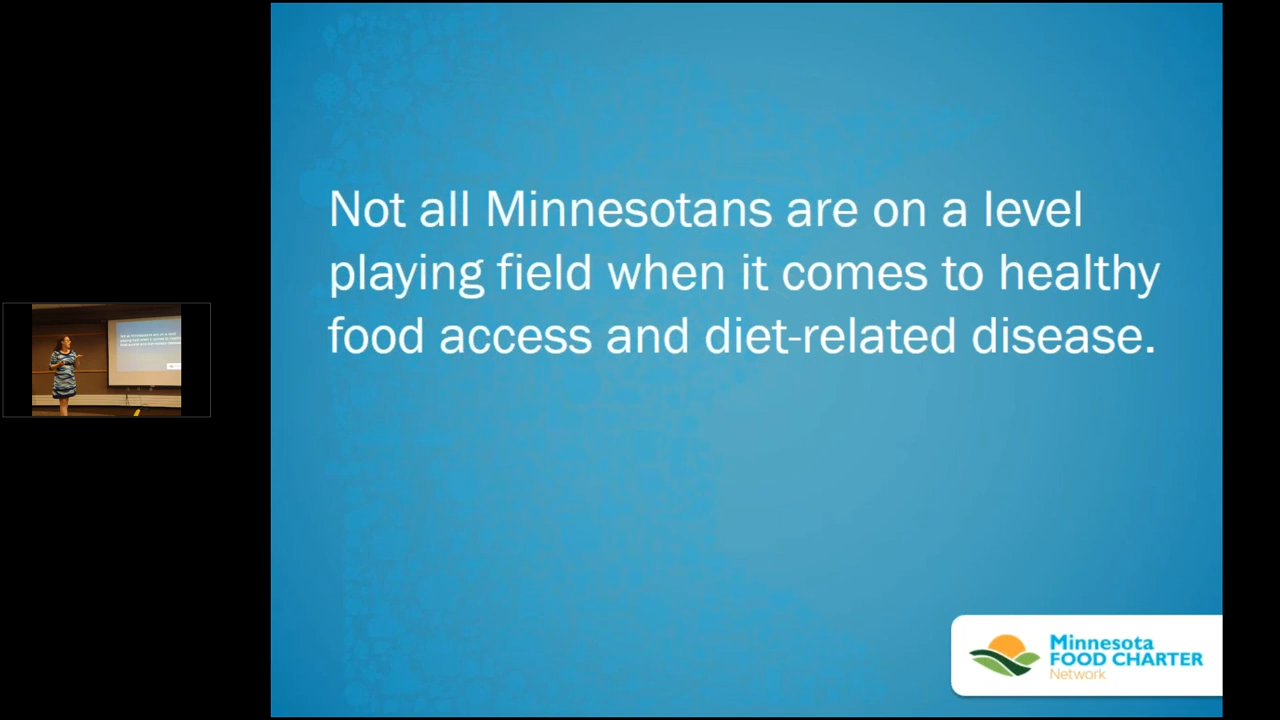 Not all Minnesotans are on a level
playing field when it comes to healthy
food access and diet-related disease.
Minnesota
FOOD CHARTER
Network